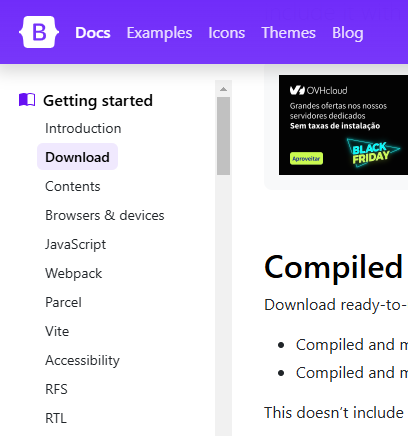 B Docs Examples Icons Themes Blog
Getting started
Introduction
Download
Contents
Browsers & devices
JavaScript
Webpack
Parcel
Vite
Accessibility
RFS
RTL
OVHcloud
Grandes ofertas nos nossos
servidores dedicados
Sem taxas de instalação
BLACK
FRIDAY
Aproveitar
Compiled
Download ready-to-
Compiled and m
Compiled and m
This doesn’t include